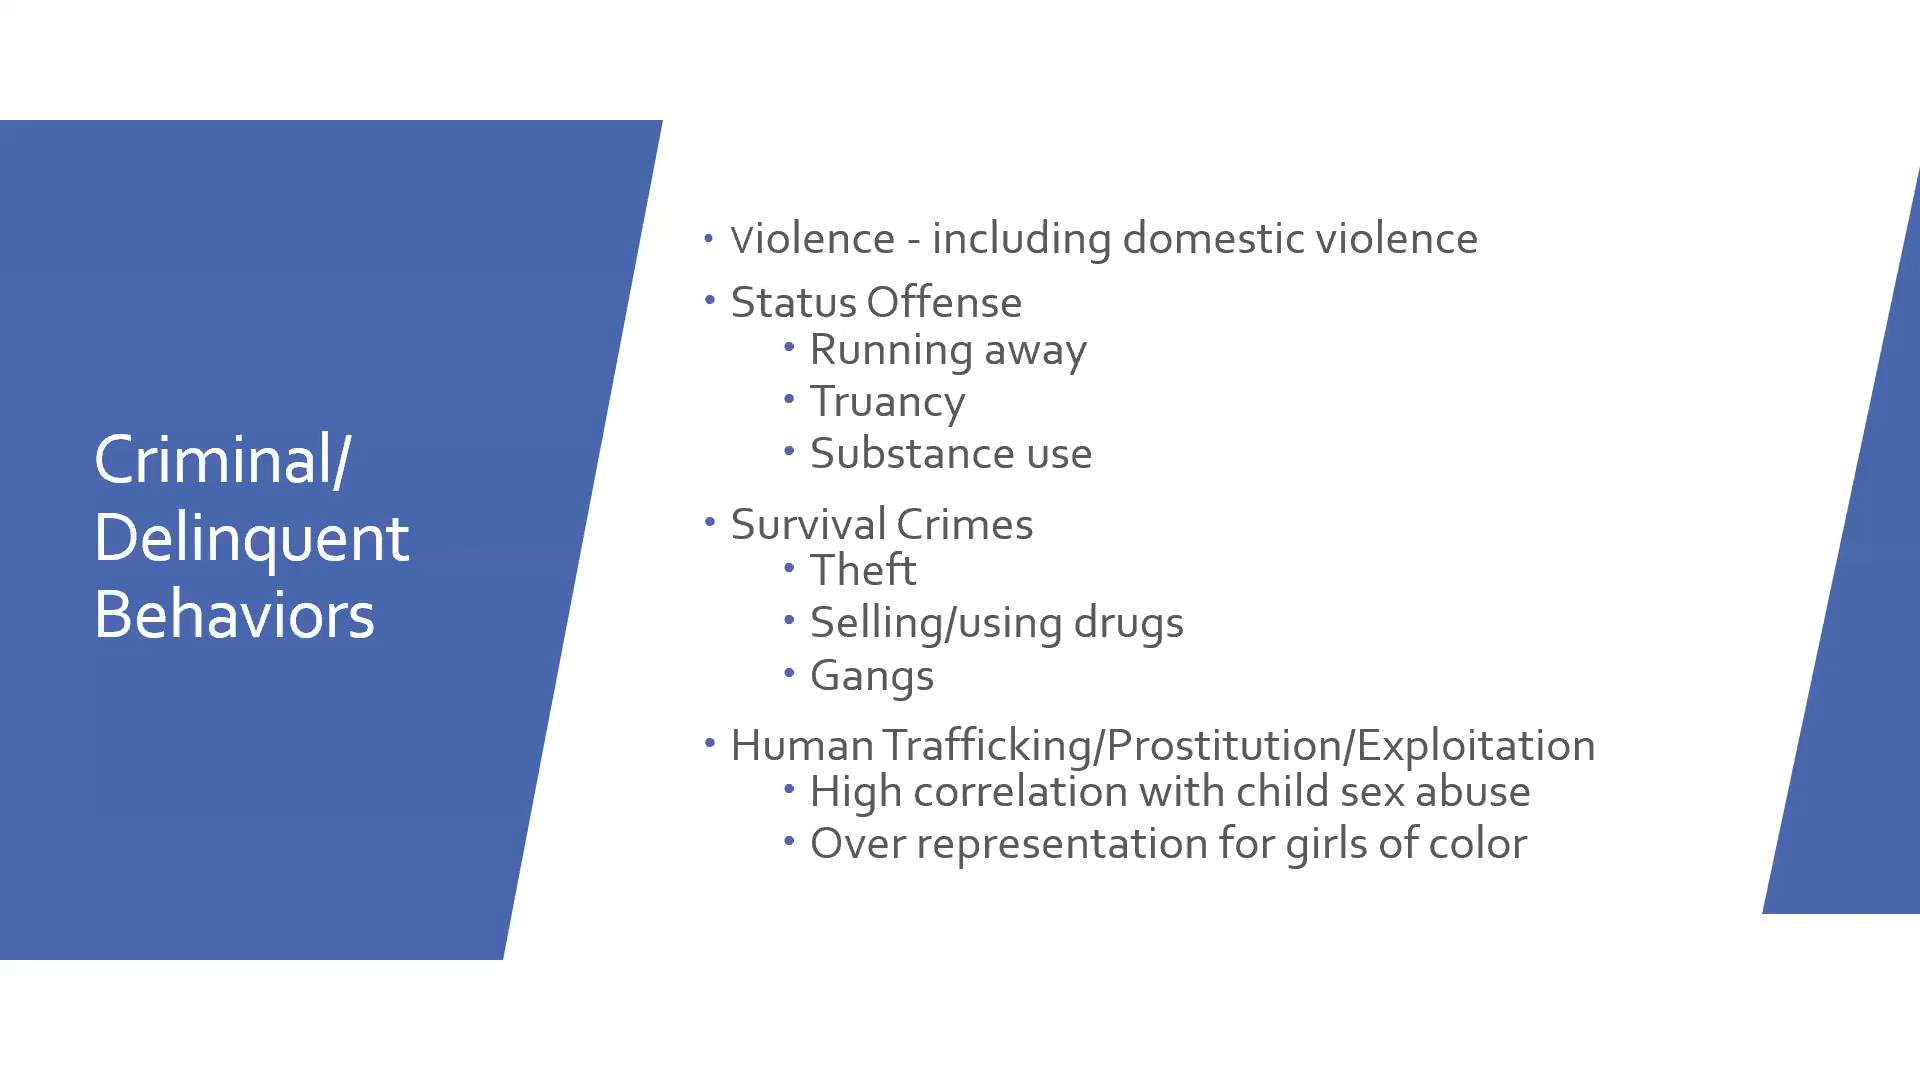 Criminal/
Delinquent
Behaviors
• Violence - including domestic violence
• Status Offense
• Running away
• Truancy
• Substance use
• Survival Crimes
• Theft
• Selling/using drugs
• Gangs
• Human Trafficking/Prostitution/Exploitation
• High correlation with child sex abuse
• Over representation for girls of color